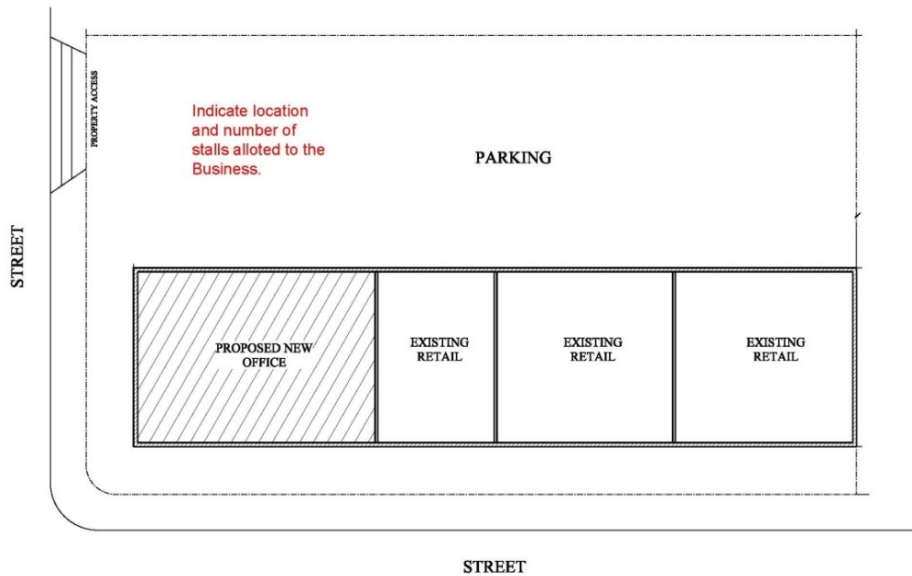 PROPERTY ACCESS
Indicate location
and number of
stalls alloted to the
Business.
PARKING
STREET
PROPOSED NEW
OFFICE
EXISTING
RETAIL
EXISTING
RETAIL
EXISTING
RETAIL
STREET